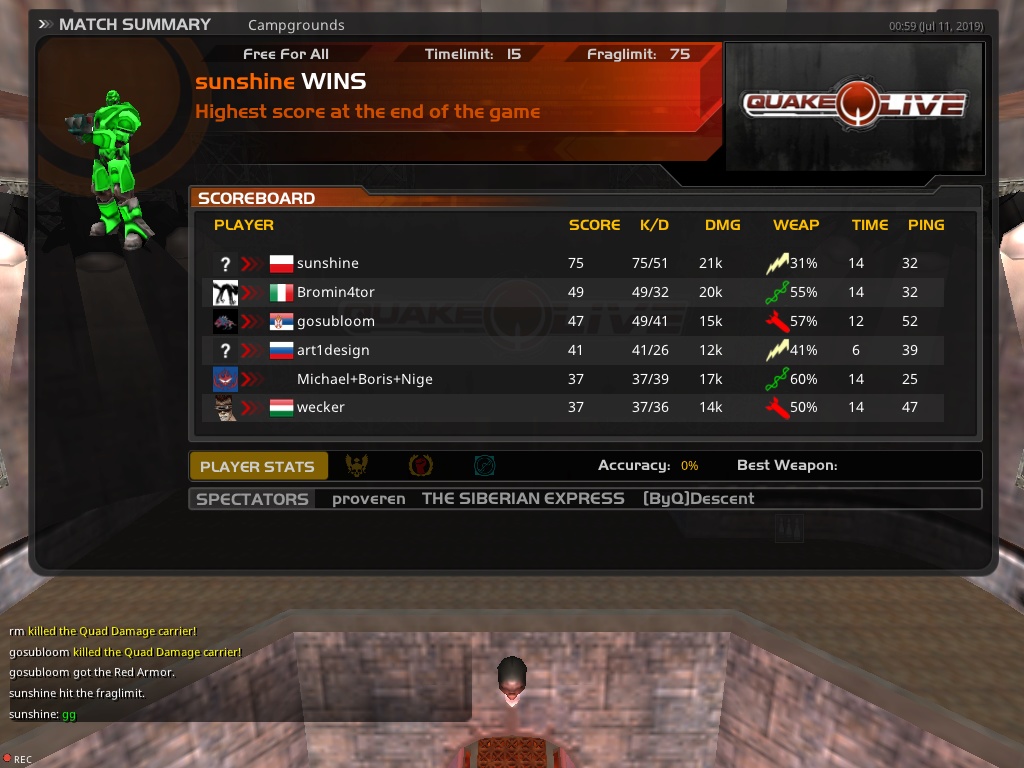 MATCH SUMMARY Campgrounds 00:59 (Jul 11, 2019)
Free For All Timelimit: 15 Fraglimit: 75
sunshine WINS
Highest score at the end of the game
QUAKE LIVE
SCOREBOARD
PLAYER SCORE K/D DMG WEAP TIME PING
? sunshine 75 75/51 21k 31% 14 32
Bromin4tor 49 49/32 20k 55% 14 32
gosubloom 47 49/41 15k 57% 12 52
? art1design 41 41/26 12k 41% 6 39
Michael+Boris+Nige 37 37/39 17k 60% 14 25
wecker 37 37/36 14k 50% 14 47
QUAKE LIVE
PLAYER STATS Accuracy: 0% Best Weapon:
SPECTATORS proveren THE SIBERIAN EXPRESS [ByQ]Descent
rm killed the Quad Damage carrier!
gosubloom killed the Quad Damage carrier!
gosubloom got the Red Armor.
sunshine hit the fraglimit.
sunshine: gg
REC